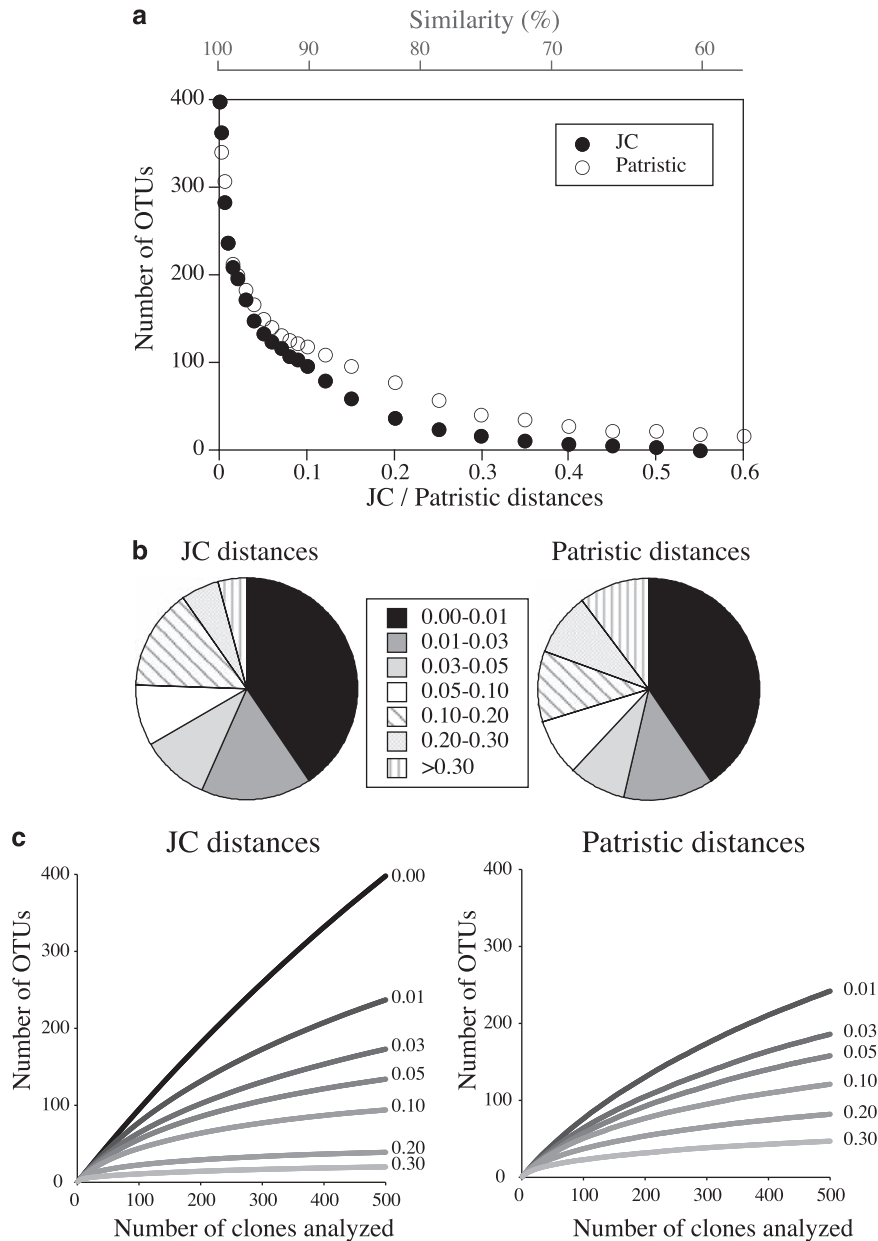 a
Similarity (%)
100 90 80 70 60
400
300
200
100
0
Number of OTUs
JC
Patristic
0 0.1 0.2 0.3 0.4 0.5 0.6
JC / Patristic distances
b
JC distances
Patristic distances
0.00-0.01
0.01-0.03
0.03-0.05
0.05-0.10
0.10-0.20
0.20-0.30
>0.30
c
JC distances
400
300
200
100
0
Number of OTUs
0.00
0.01
0.03
0.05
0.10
0.20
0.30
0 100 200 300 400 500
Number of clones analyzed
Patristic distances
400
300
200
100
0
Number of OTUs
0.01
0.03
0.05
0.10
0.20
0.30
0 100 200 300 400 500
Number of clones analyzed